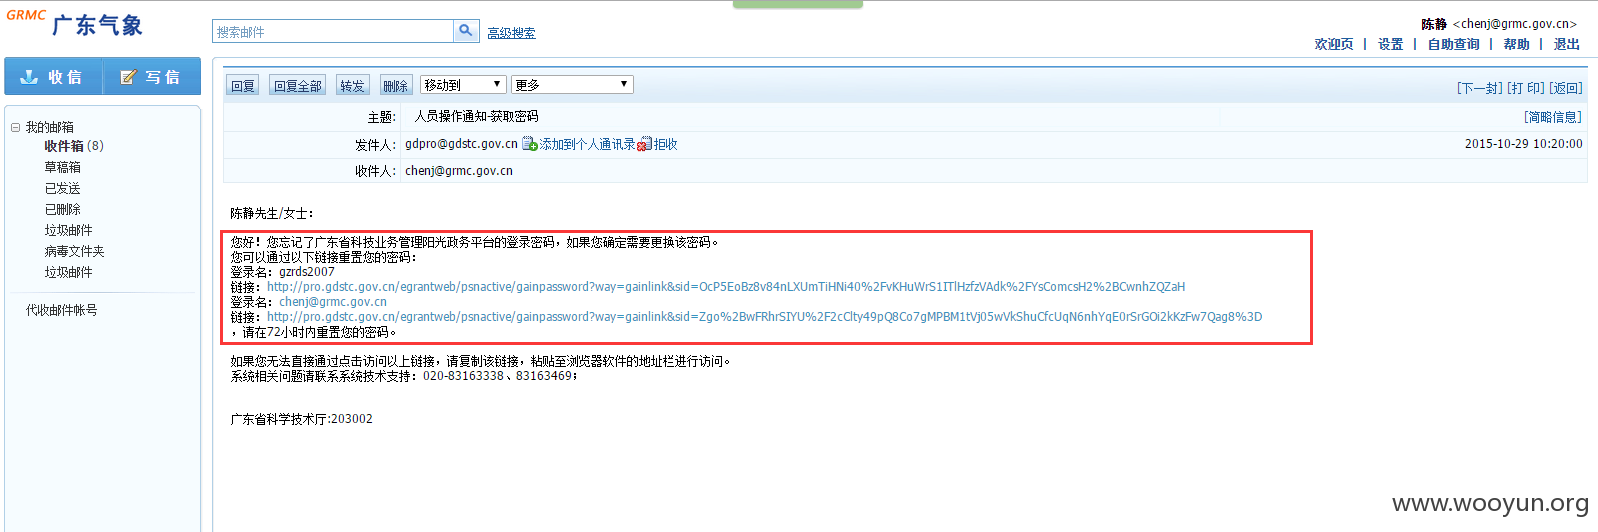 GRMC 广东气象
搜索邮件 高级搜索
陈静 <chenj@grmc.gov.cn>
欢迎页 | 设置 | 自助查询 | 帮助 | 退出
收信 写信
我的邮箱
收件箱 (8)
草稿箱
已发送
已删除
垃圾邮件
病毒文件夹
垃圾邮件
代收邮件帐号
回复 回复全部 转发 删除 移动到 更多 [下一封] [打 印] [返回]
主题: 人员操作通知-获取密码 [简略信息]
发件人: gdpro@gdstc.gov.cn 添加到个人通讯录 拒收 2015-10-29 10:20:00
收件人: chenj@grmc.gov.cn
陈静先生/女士:
您好！您忘记了广东省科技业务管理阳光政务平台的登录密码，如果您确定需要更换该密码。
您可以通过以下链接重置您的密码:
登录名: gzrds2007
链接: http://pro.gdstc.gov.cn/egrantweb/psnactive/gainpassword?way=gainlink&sid=OcP5EoBz8v84nLXUmTiHNi40%2FvKHuWrS1ITlHzfzVAdk%2FYsComcsH2%2BCwnhZQZaH
登录名: chenj@grmc.gov.cn
链接: http://pro.gdstc.gov.cn/egrantweb/psnactive/gainpassword?way=gainlink&sid=Zgo%2BwFRhrSIYU%2F2cClty49pQ8Co7gMPBM1tVj05wVkShuCfcUqN6nhYqE0rSrGOi2kKzFw7Qag8%3D
，请在72小时内重置您的密码。
如果您无法直接通过点击访问以上链接，请复制该链接，粘贴至浏览器软件的地址栏进行访问。
系统相关问题请联系系统技术支持: 020-83163338、83163469;
广东省科学技术厅:203002
www.wooyun.org